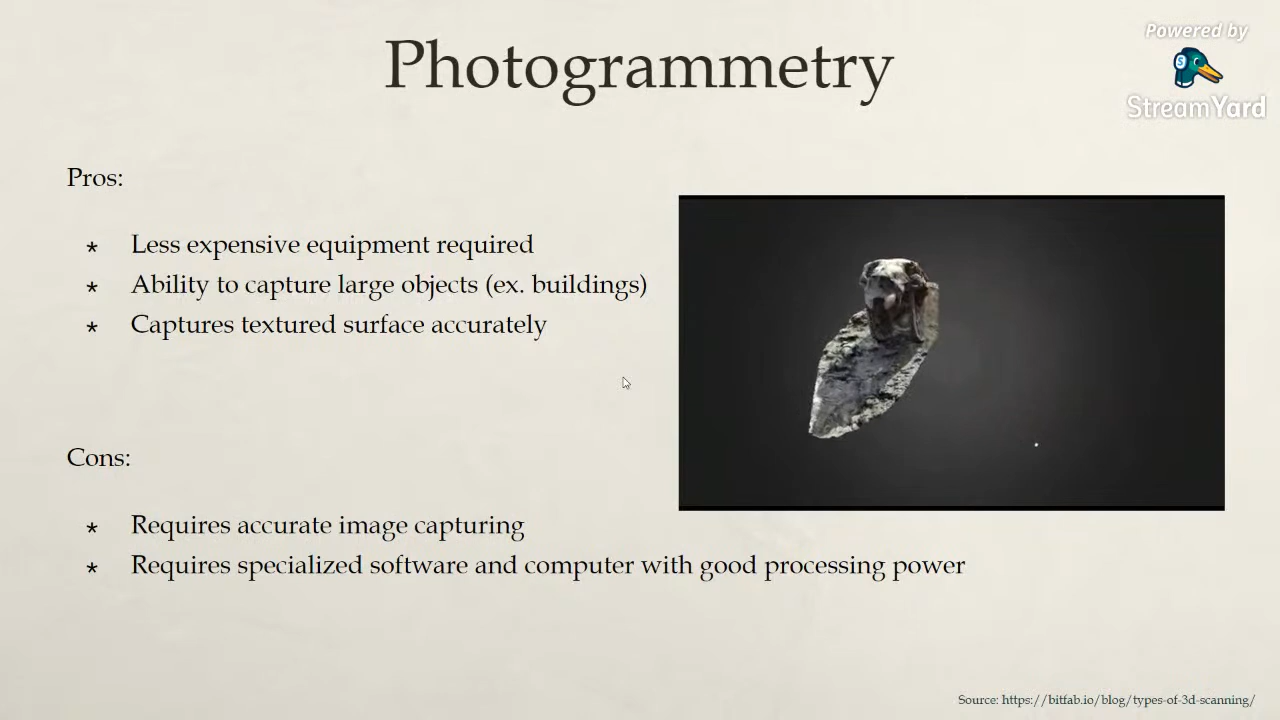 Photogrammetry
Powered by
StreamYard
Pros:
* Less expensive equipment required
* Ability to capture large objects (ex. buildings)
* Captures textured surface accurately
Cons:
* Requires accurate image capturing
* Requires specialized software and computer with good processing power
Source: https://bitfab.io/blog/types-of-3d-scanning/